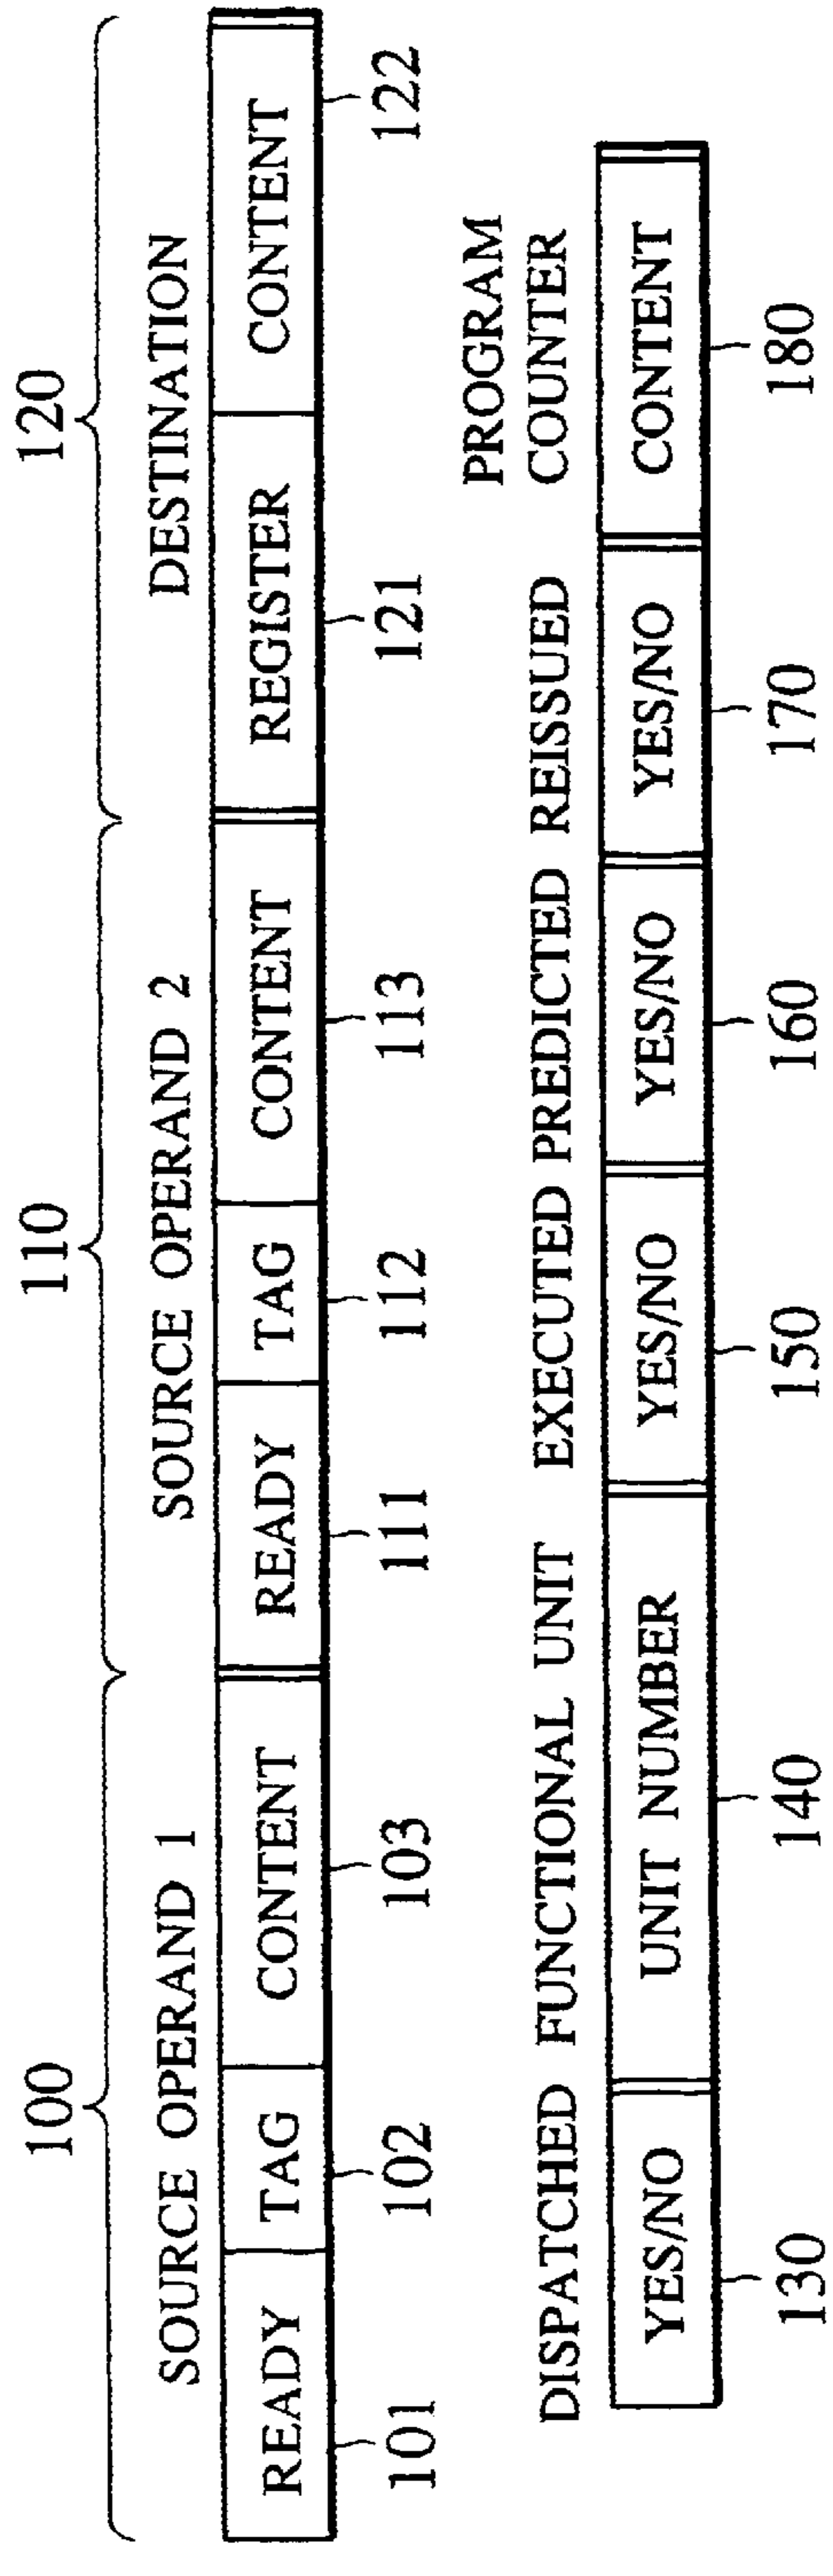 100 110 120
SOURCE OPERAND 1 SOURCE OPERAND 2 DESTINATION
READY TAG CONTENT READY TAG CONTENT REGISTER CONTENT
101 102 103 111 112 113 121 122
PROGRAM
DISPATCHED FUNCTIONAL UNIT EXECUTED PREDICTED REISSUED COUNTER
YES/NO UNIT NUMBER YES/NO YES/NO YES/NO CONTENT
130 140 150 160 170 180